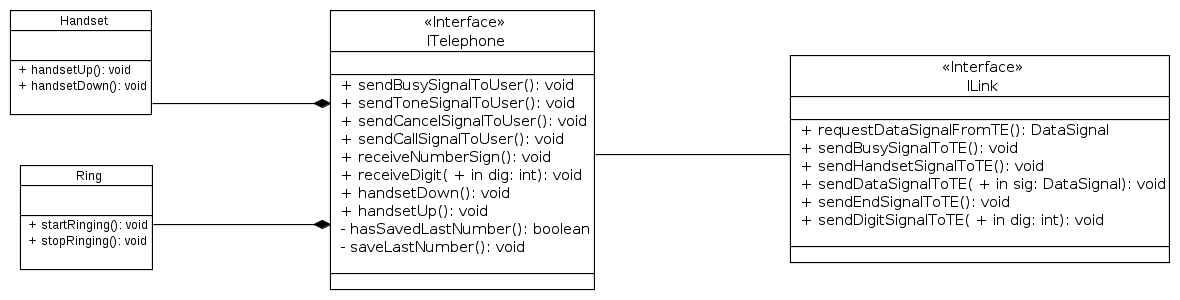 Handset
+ handsetUp(): void
+ handsetDown(): void
Ring
+ startRinging(): void
+ stopRinging(): void
«Interface»
ITelephone
+ sendBusySignalToUser(): void
+ sendToneSignalToUser(): void
+ sendCancelSignalToUser(): void
+ sendCallSignalToUser(): void
+ receiveNumberSign(): void
+ receiveDigit( + in dig: int): void
+ handsetDown(): void
+ handsetUp(): void
- hasSavedLastNumber(): boolean
- saveLastNumber(): void
«Interface»
ILink
+ requestDataSignalFromTE(): DataSignal
+ sendBusySignalToTE(): void
+ sendHandsetSignalToTE(): void
+ sendDataSignalToTE( + in sig: DataSignal): void
+ sendEndSignalToTE(): void
+ sendDigitSignalToTE( + in dig: int): void